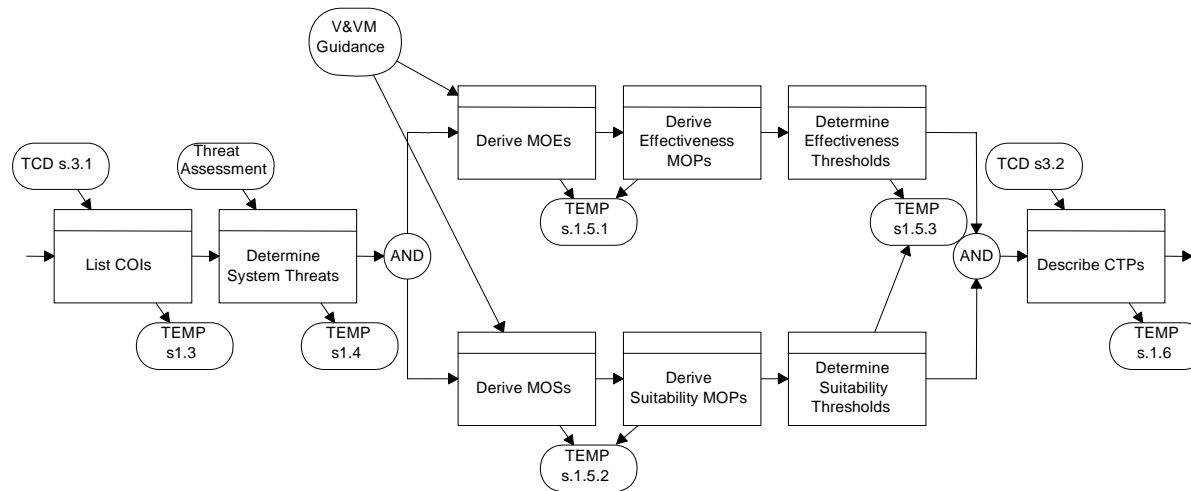 V&VM
Guidance
Derive MOEs
Derive
Effectiveness
MOPs
Determine
Effectiveness
Thresholds
TCD s.3.1
Threat
Assessment
TCD s3.2
TEMP
s.1.5.1
TEMP
s.1.5.3
List COIs
Determine
System Threats
AND
AND
Describe CTPs
TEMP
s1.3
TEMP
s1.4
TEMP
s.1.6
Derive MOSs
Derive
Suitability MOPs
Determine
Suitability
Thresholds
TEMP
s.1.5.2